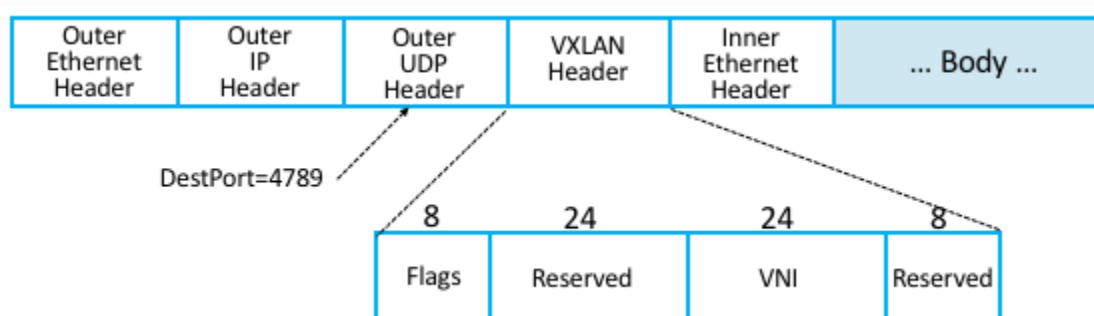 Outer
Ethernet
Header
Outer
IP
Header
Outer
UDP
Header
VXLAN
Header
Inner
Ethernet
Header
... Body ...
DestPort=4789
8
24
24
8
Flags
Reserved
VNI
Reserved